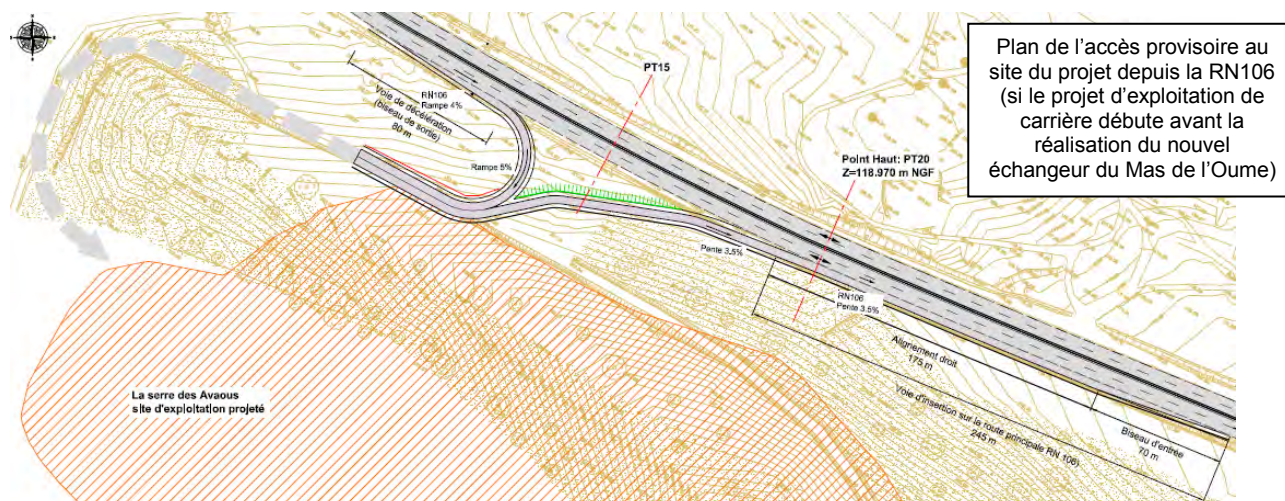 Plan de l'accès provisoire au
site du projet depuis la RN106
(si le projet d'exploitation de
carrière débute avant la
réalisation du nouvel
échangeur du Mas de l'Oume)
PT15
RN106
Rampe 4%
Voie de décélération
(biseau de sortie)
80 m
Rampe 5%
Point Haut: PT20
Z=118.970 m NGF
Pente 3.5%
RN106
Pente 3.5%
Alignement droit
175 m
Voie d'insertion sur la route principale RN 106)
245 m
Biseau d'entrée
70 m
La serre des Avaous
site d'exploitation projeté